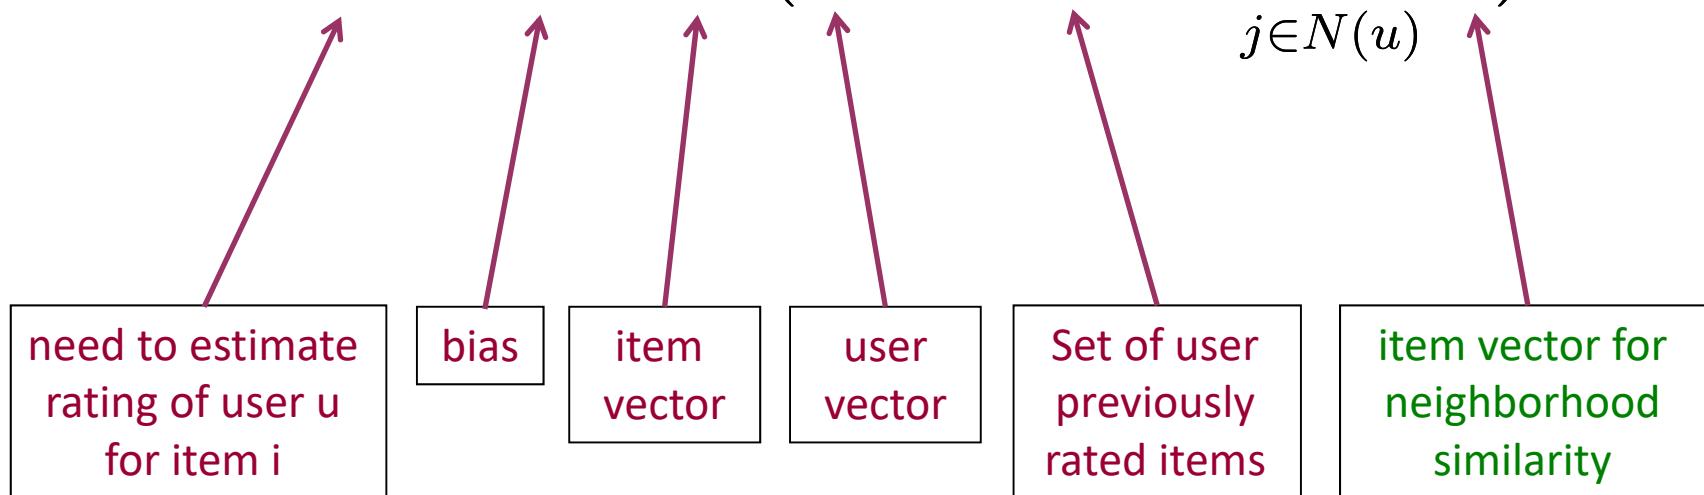 j∈N(u)
need to estimate
rating of user u
for item i
bias
item
vector
user
vector
Set of user
previously
rated items
item vector for
neighborhood
similarity